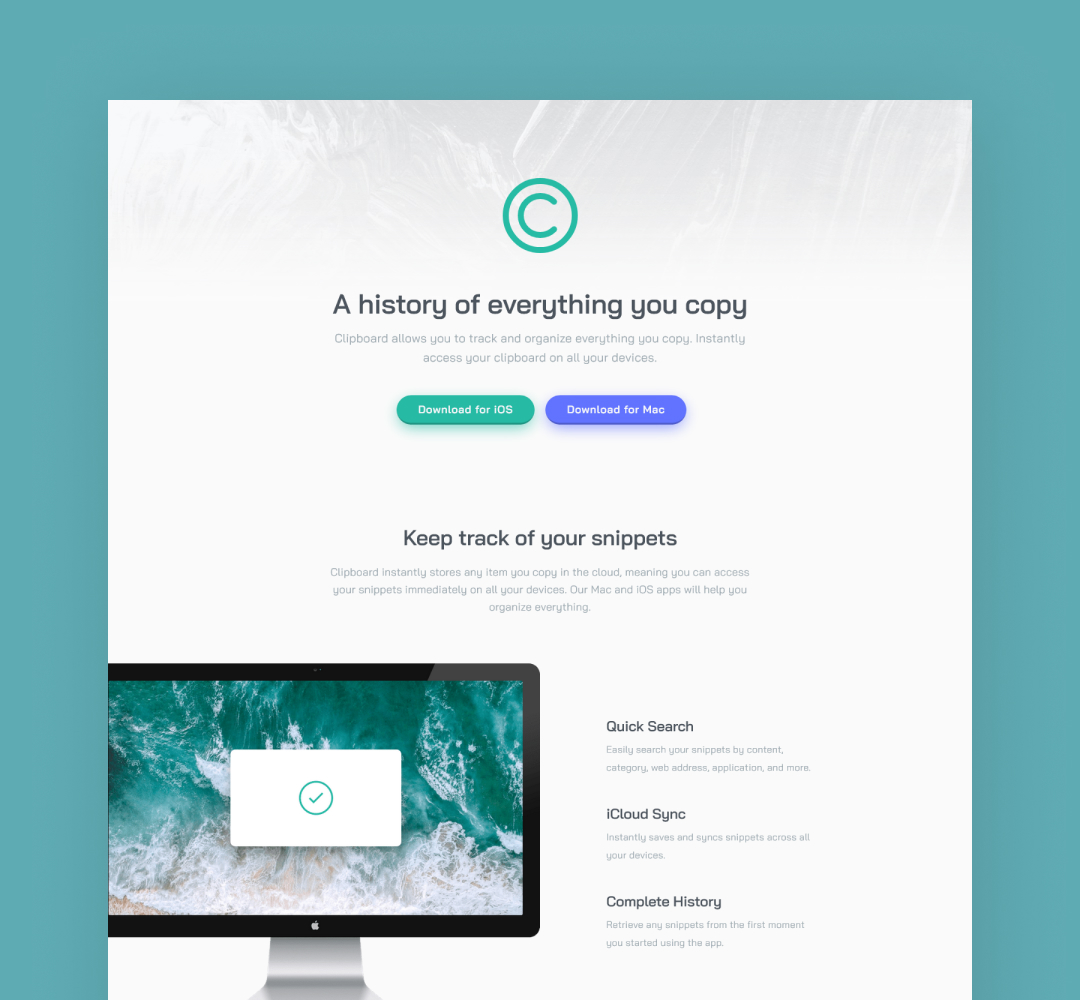 A history of everything you copy
Clipboard allows you to track and organize everything you copy. Instantly
access your clipboard on all your devices.
Download for iOS
Download for Mac
Keep track of your snippets
Clipboard instantly stores any item you copy in the cloud, meaning you can access
your snippets immediately on all your devices. Our Mac and iOS apps will help you
organize everything.
Quick Search
Easily search your snippets by content,
category, web address, application, and more.
iCloud Sync
Instantly saves and syncs snippets across all
your devices.
Complete History
Retrieve any snippets from the first moment
you started using the app.